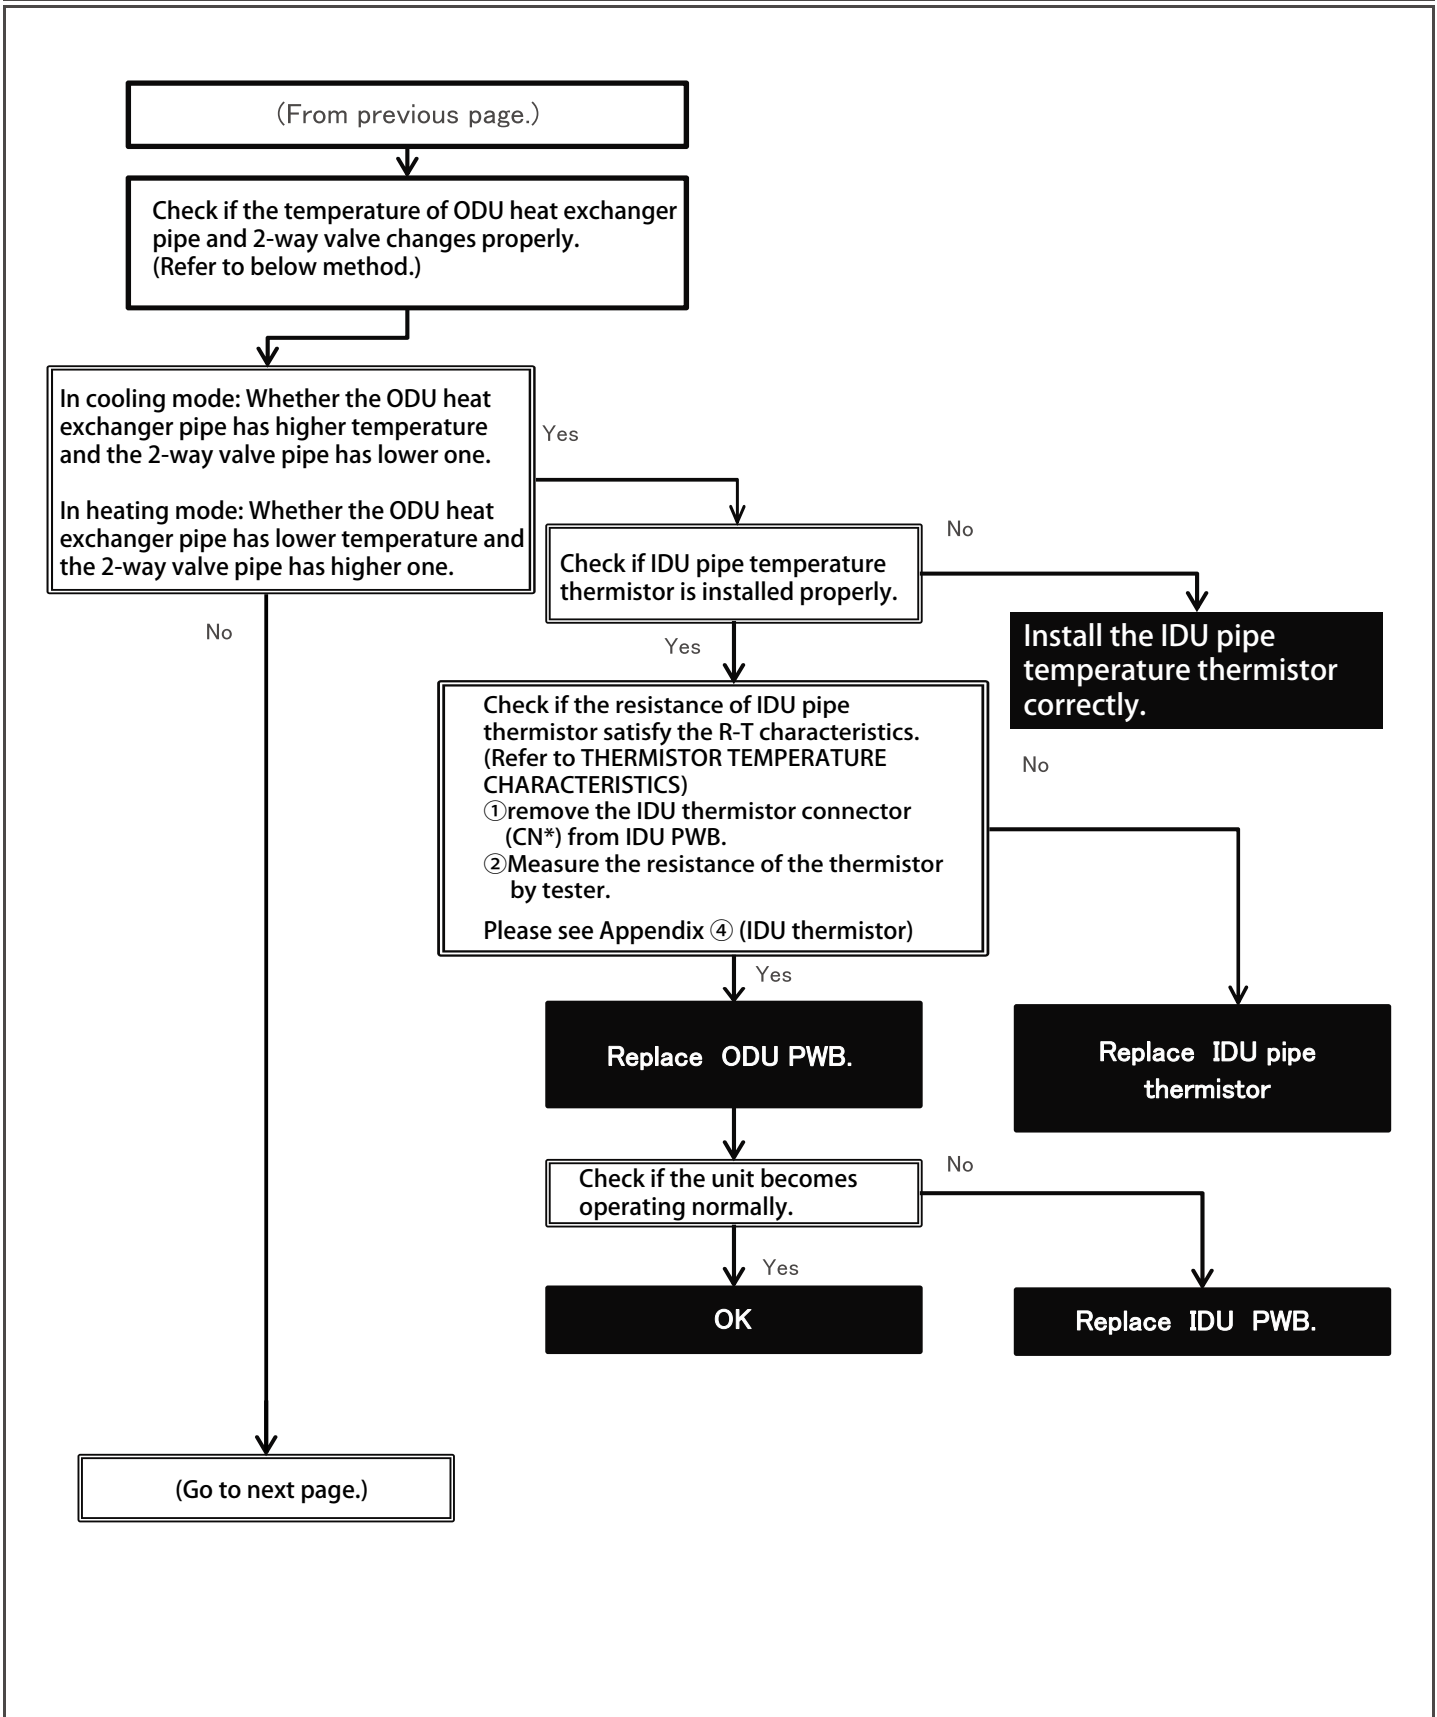 (From previous page.)
Check if the temperature of ODU heat exchanger
pipe and 2-way valve changes properly.
(Refer to below method.)
In cooling mode: Whether the ODU heat
exchanger pipe has higher temperature
and the 2-way valve pipe has lower one.
In heating mode: Whether the ODU heat
exchanger pipe has lower temperature and
the 2-way valve pipe has higher one.
Yes
No
Check if IDU pipe temperature
thermistor is installed properly.
No
Install the IDU pipe
temperature thermistor
correctly.
Yes
Check if the resistance of IDU pipe
thermistor satisfy the R-T characteristics.
(Refer to THERMISTOR TEMPERATURE
CHARACTERISTICS)
①remove the IDU thermistor connector
(CN*) from IDU PWB.
②Measure the resistance of the thermistor
by tester.
Please see Appendix ④ (IDU thermistor)
No
Yes
Replace ODU PWB.
Replace IDU pipe
thermistor
Check if the unit becomes
operating normally.
No
Yes
OK
Replace IDU PWB.
(Go to next page.)